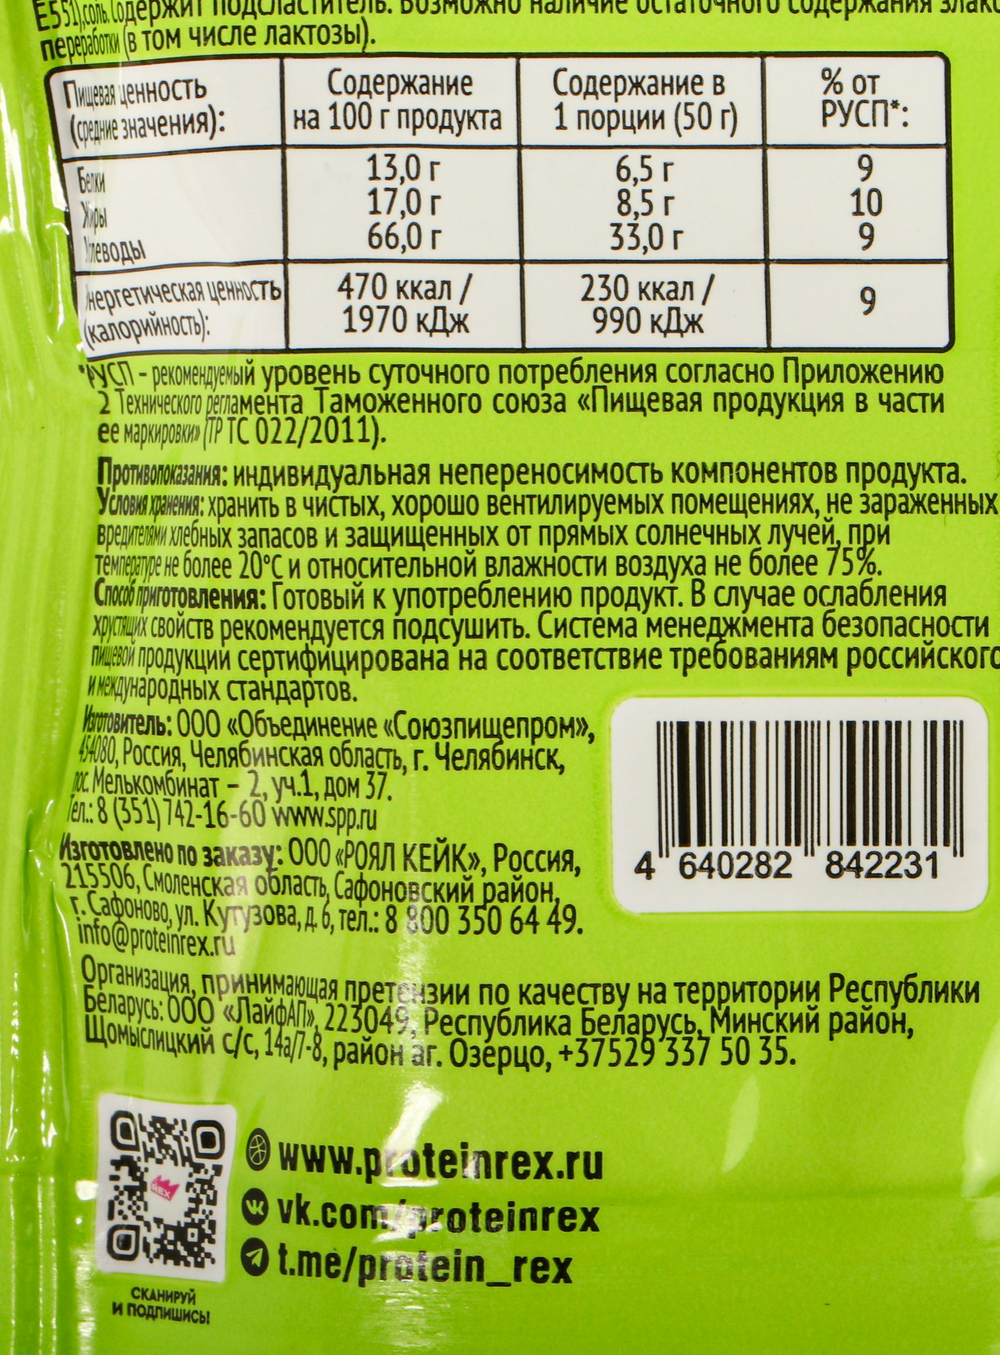 E551), соль. Содержит подсластитель. Возможно наличие остаточного содержания
переработки (в том числе лактозы).
Пищевая ценность (средние значения): Содержание на 100 г продукта Содержание в 1 порции (50 г) % от РУСП*:
Белки 13,0 г 6,5 г 9
Жиры 17,0 г 8,5 г 10
Углеводы 66,0 г 33,0 г 9
Энергетическая ценность (калорийность): 470 ккал / 1970 кДж 230 ккал / 990 кДж 9
*РУСП - рекомендуемый уровень суточного потребления согласно Приложению
2 Технического регламента Таможенного союза «Пищевая продукция в части
ее маркировки» (ТР ТС 022/2011).
Противопоказания: индивидуальная непереносимость компонентов продукта.
Условия хранения: хранить в чистых, хорошо вентилируемых помещениях, не зараженных
вредителями хлебных запасов и защищенных от прямых солнечных лучей, при
температуре не более 20°С и относительной влажности воздуха не более 75%.
Способ приготовления: Готовый к употреблению продукт. В случае ослабления
хрустящих свойств рекомендуется подсушить. Система менеджмента безопасности
пищевой продукции сертифицирована на соответствие требованиям российского
и международных стандартов.
Изготовитель: ООО «Объединение «Союзпищепром»,
454080, Россия, Челябинская область, г. Челябинск,
пос. Мелькомбинат – 2, уч.1, дом 37.
Тел.: 8 (351) 742-16-60 www.spp.ru
Изготовлено по заказу: ООО «РОЯЛ КЕЙК», Россия,
215506, Смоленская область, Сафоновский район,
г. Сафоново, ул. Кутузова, д. 6, тел.: 8 800 350 64 49.
info@proteinrex.ru
4 640282 842231
Организация, принимающая претензии по качеству на территории Республики
Беларусь: ООО «ЛайфАП», 223049, Республика Беларусь, Минский район,
Щомыслицкий с/с, 14а/7-8, район аг. Озерцо, +37529 337 50 35.
REX
www.proteinrex.ru
vk.com/proteinrex
t.me/protein_rex
СКАНИРУЙ
И ПОДПИШИСЬ!